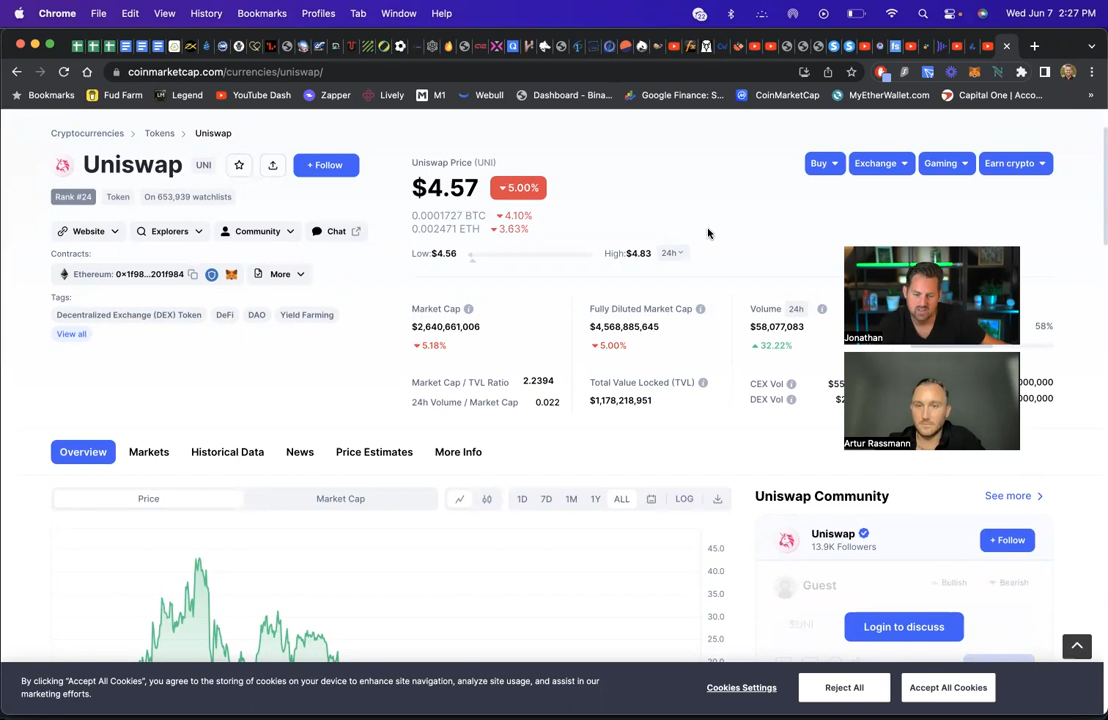 Chrome File Edit View History Bookmarks Profiles Tab Window Help Wed Jun 7 2:27 PM
coinmarketcap.com/currencies/uniswap/
Bookmarks Fud Farm Legend YouTube Dash Zapper Lively M1 Webull Dashboard - Bina... Google Finance: S... CoinMarketCap MyEtherWallet.com Capital One | Acco... »
Cryptocurrencies > Tokens > Uniswap
Uniswap UNI + Follow
Rank #24 Token On 653,939 watchlists
Website Explorers Community Chat
Contracts:
Ethereum: 0x1f98...201f984 More
Tags:
Decentralized Exchange (DEX) Token DeFi DAO Yield Farming
View all
Uniswap Price (UNI)
$4.57 5.00%
0.0001727 BTC 4.10%
0.002471 ETH 3.63%
Low: $4.56 High: $4.83 24h
Buy Exchange Gaming Earn crypto
Market Cap
$2,640,661,006
5.18%
Fully Diluted Market Cap
$4,568,885,645
5.00%
Volume 24h
$58,077,083
32.22%
58%
Market Cap / TVL Ratio 2.2394
24h Volume / Market Cap 0.022
Total Value Locked (TVL)
$1,178,218,951
CEX Vol $55
DEX Vol $2
000,000
000,000
Jonathan
Artur Rassmann
Overview Markets Historical Data News Price Estimates More Info
Price Market Cap 1D 7D 1M 1Y ALL LOG
45.0
40.0
35.0
30.0
25.0
Uniswap Community See more >
Uniswap
13.9K Followers
+ Follow
Guest Bullish Bearish
$UNI
Login to discuss
By clicking “Accept All Cookies”, you agree to the storing of cookies on your device to enhance site navigation, analyze site usage, and assist in our
marketing efforts.
Cookies Settings Reject All Accept All Cookies